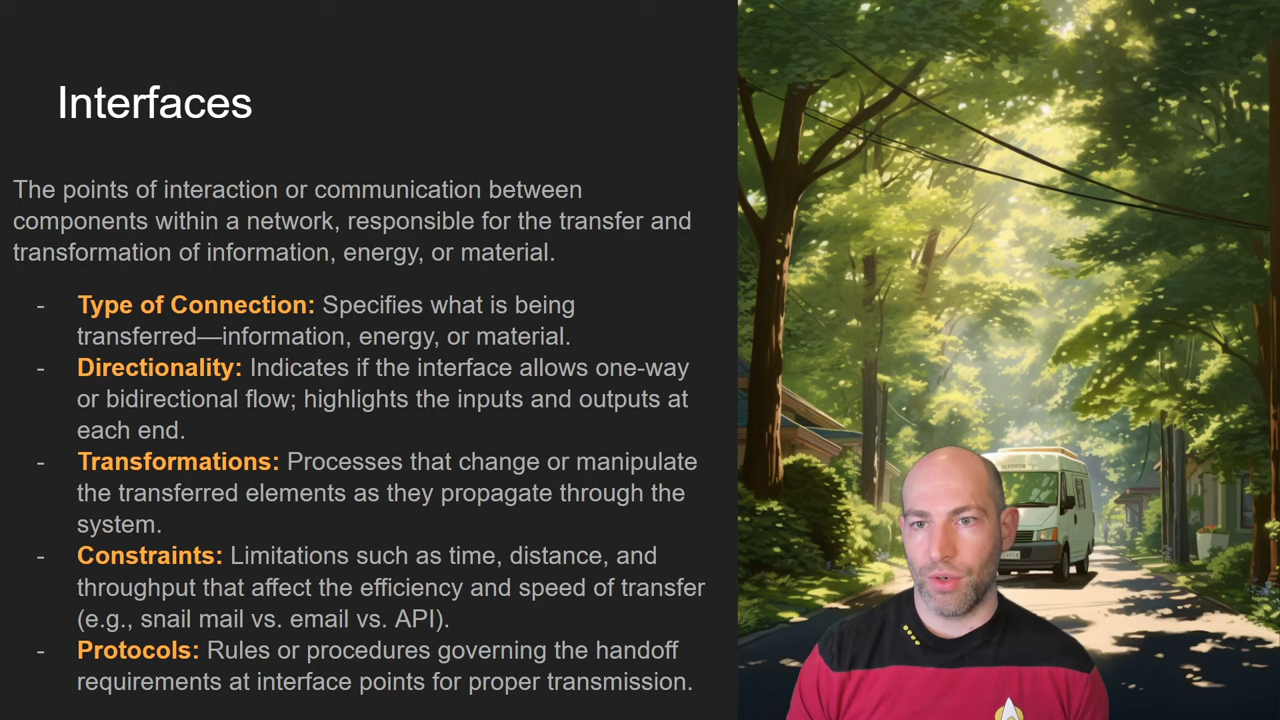 Interfaces
The points of interaction or communication between
components within a network, responsible for the transfer and
transformation of information, energy, or material.
- Type of Connection: Specifies what is being
transferred—information, energy, or material.
- Directionality: Indicates if the interface allows one-way
or bidirectional flow; highlights the inputs and outputs at
each end.
- Transformations: Processes that change or manipulate
the transferred elements as they propagate through the
system.
- Constraints: Limitations such as time, distance, and
throughput that affect the efficiency and speed of transfer
(e.g., snail mail vs. email vs. API).
- Protocols: Rules or procedures governing the handoff
requirements at interface points for proper transmission.